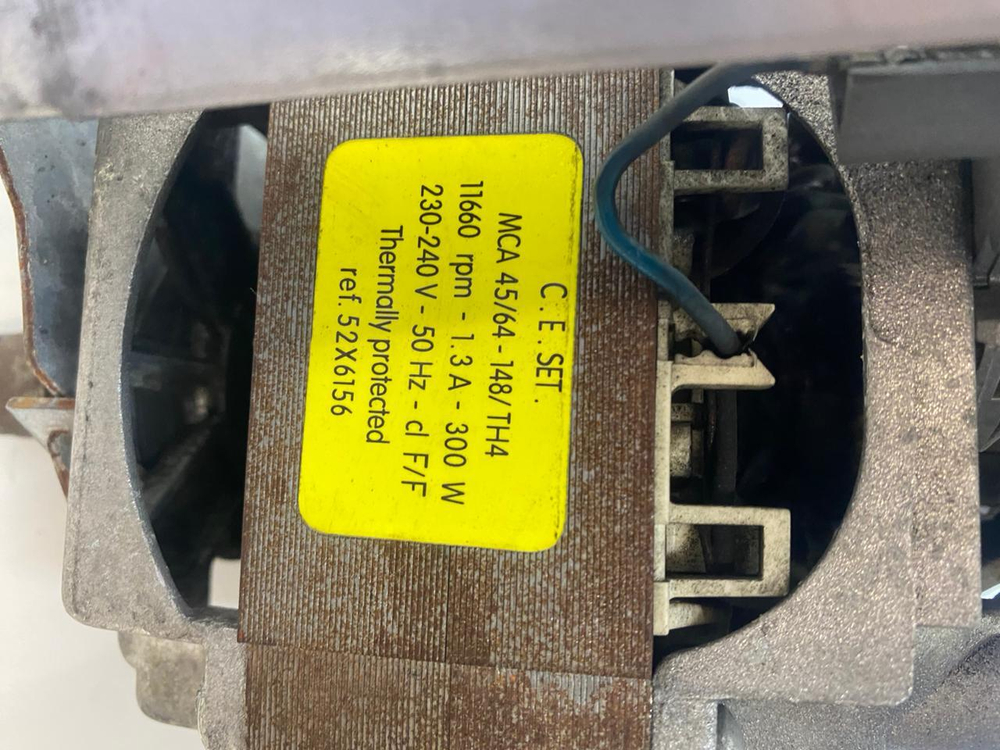 C. E. SET.
MCA 45/64-148/TH4
11660 rpm - 1.3 A - 300 W
230-240 V - 50 Hz - cl F/F
Thermally protected
ref. 52X6156